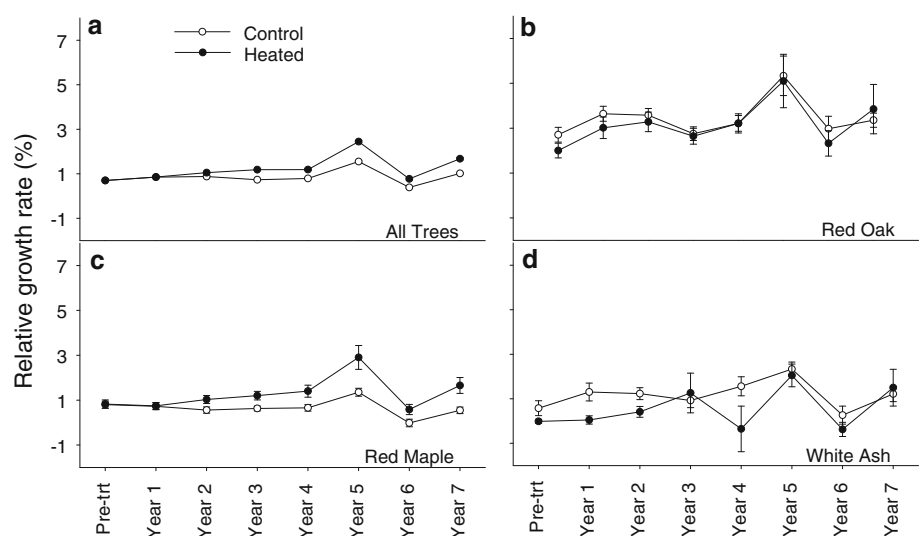 a
Control
Heated
7
5
3
1
-1
All Trees
b
Red Oak
Relative growth rate (%)
c
7
5
3
1
-1
Red Maple
d
White Ash
Pre-trt
Year 1
Year 2
Year 3
Year 4
Year 5
Year 6
Year 7
Pre-trt
Year 1
Year 2
Year 3
Year 4
Year 5
Year 6
Year 7